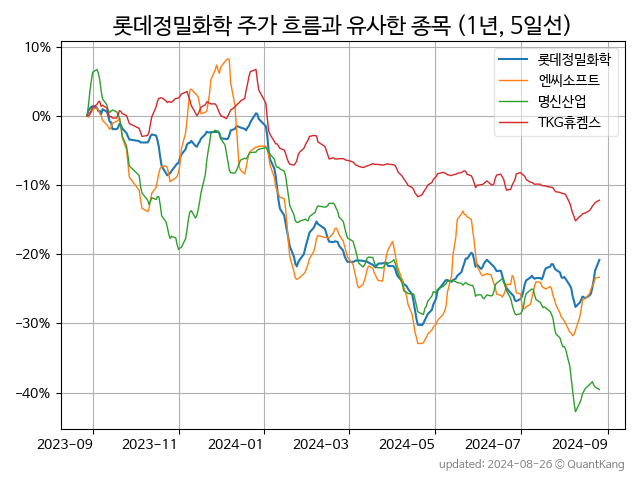 롯데정밀화학 주가 흐름과 유사한 종목 (1년, 5일선)
롯데정밀화학
엔씨소프트
명신산업
TKG휴켐스
10%
0%
−10%
−20%
−30%
−40%
2023-09 2023-11 2024-01 2024-03 2024-05 2024-07 2024-09
updated: 2024-08-26 © QuantKang